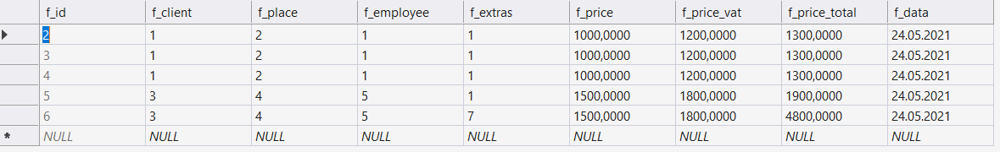 f_id f_client f_place f_employee f_extras f_price f_price_vat f_price_total f_data
2 1 2 1 1 1000,0000 1200,0000 1300,0000 24.05.2021
3 1 2 1 1 1000,0000 1200,0000 1300,0000 24.05.2021
4 1 2 1 1 1000,0000 1200,0000 1300,0000 24.05.2021
5 3 4 5 1 1500,0000 1800,0000 1900,0000 24.05.2021
6 3 4 5 7 1500,0000 1800,0000 4800,0000 24.05.2021
* NULL NULL NULL NULL NULL NULL NULL NULL NULL